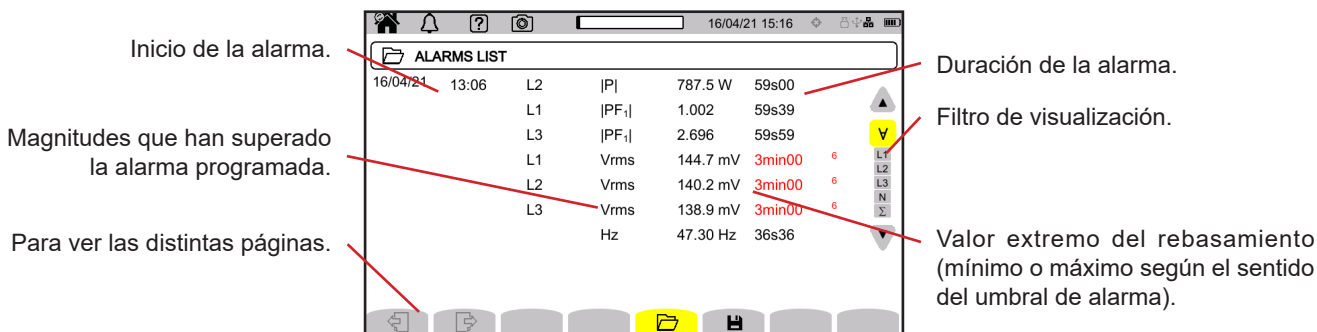 16/04/21 15:16
ALARMS LIST
16/04/21 13:06 L2 |P| 787.5 W 59s00
L1 |PF₁| 1.002 59s39
L3 |PF₁| 2.696 59s59
L1 Vrms 144.7 mV 3min00 6
L2 Vrms 140.2 mV 3min00 6
L3 Vrms 138.9 mV 3min00 6
Hz 47.30 Hz 36s36
∀
L1
L2
L3
N
Σ
Inicio de la alarma.
Magnitudes que han superado
la alarma programada.
Para ver las distintas páginas.
Duración de la alarma.
Filtro de visualización.
Valor extremo del rebasamiento
(mínimo o máximo según el sentido
del umbral de alarma).